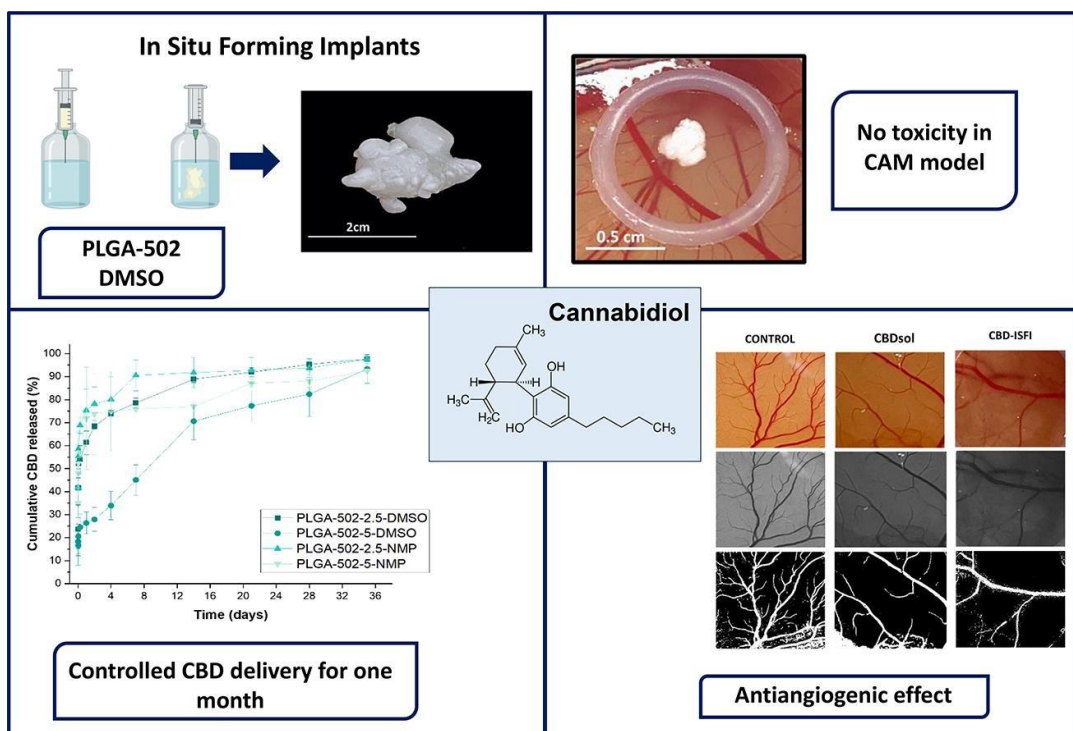 In Situ Forming Implants
PLGA-502
DMSO
2cm
0.5 cm
No toxicity in
CAM model
Cannabidiol
CH₃
OH
H
H
H₃C
H₂C
HO
CH₃
Cumulative CBD released (%)
100
90
80
70
60
50
40
30
20
10
0
PLGA-502-2.5-DMSO
PLGA-502-5-DMSO
PLGA-502-2.5-NMP
PLGA-502-5-NMP
0 4 8 12 16 20 24 28 32 36
Time (days)
Controlled CBD delivery for one
month
CONTROL CBDsol CBD-ISFI
Antiangiogenic effect